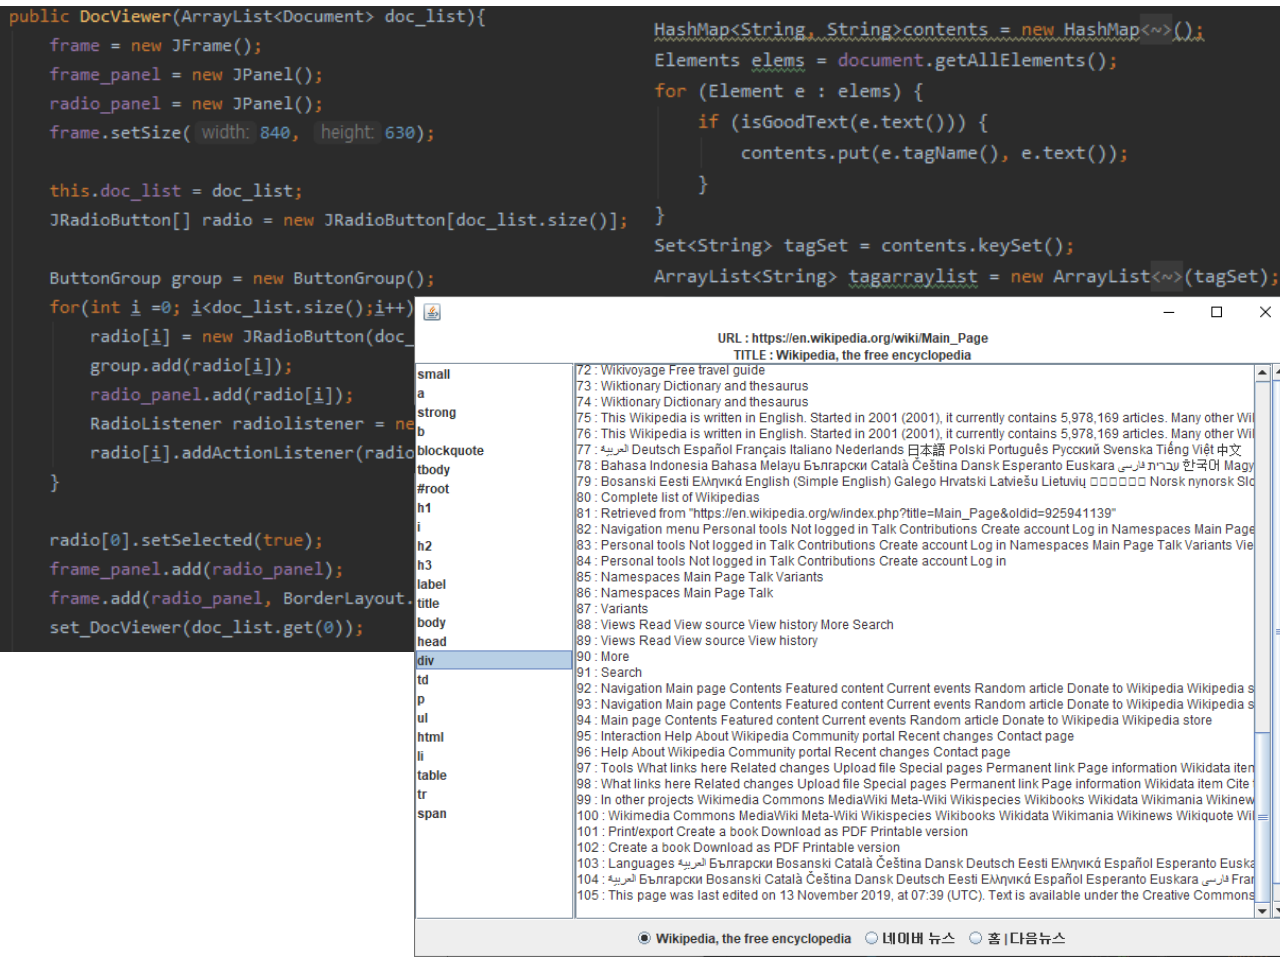 public DocViewer(ArrayList<Document> doc_list){
frame = new JFrame();
frame_panel = new JPanel();
radio_panel = new JPanel();
frame.setSize( width: 840, height: 630);
this.doc_list = doc_list;
JRadioButton[] radio = new JRadioButton[doc_list.size()];
ButtonGroup group = new ButtonGroup();
for(int i =0; i<doc_list.size();i++)
radio[i] = new JRadioButton(doc_
group.add(radio[i]);
radio_panel.add(radio[i]);
RadioListener radiolistener = ne
radio[i].addActionListener(radio
}
radio[0].setSelected(true);
frame_panel.add(radio_panel);
frame.add(radio_panel, BorderLayout.
set_DocViewer(doc_list.get(0));
HashMap<String, String>contents = new HashMap<~>();
Elements elems = document.getAllElements();
for (Element e : elems) {
if (isGoodText(e.text())) {
contents.put(e.tagName(), e.text());
}
}
Set<String> tagSet = contents.keySet();
ArrayList<String> tagarraylist = new ArrayList<~>(tagSet);
URL : https://en.wikipedia.org/wiki/Main_Page
TITLE : Wikipedia, the free encyclopedia
small
a
strong
b
blockquote
tbody
#root
h1
i
h2
h3
label
title
body
head
div
td
p
ul
html
li
table
tr
span
72 : Wikivoyage Free travel guide
73 : Wiktionary Dictionary and thesaurus
74 : Wiktionary Dictionary and thesaurus
75 : This Wikipedia is written in English. Started in 2001 (2001), it currently contains 5,978,169 articles. Many other Wil
76 : This Wikipedia is written in English. Started in 2001 (2001), it currently contains 5,978,169 articles. Many other Wil
77 : العربية Deutsch Español Français Italiano Nederlands 日本語 Polski Português Русский Svenska Tiếng Việt 中文
78 : Bahasa Indonesia Bahasa Melayu Български Català Čeština Dansk Esperanto Euskara فارسی עברית 한국어 Magy
79 : Bosanski Eesti Ελληνικά English (Simple English) Galego Hrvatski Latviešu Lietuvių □□□□□□ Norsk nynorsk Slo
80 : Complete list of Wikipedias
81 : Retrieved from "https://en.wikipedia.org/w/index.php?title=Main_Page&oldid=925941139"
82 : Navigation menu Personal tools Not logged in Talk Contributions Create account Log in Namespaces Main Page
83 : Personal tools Not logged in Talk Contributions Create account Log in Namespaces Main Page Talk Variants Vie
84 : Personal tools Not logged in Talk Contributions Create account Log in
85 : Namespaces Main Page Talk Variants
86 : Namespaces Main Page Talk
87 : Variants
88 : Views Read View source View history More Search
89 : Views Read View source View history
90 : More
91 : Search
92 : Navigation Main page Contents Featured content Current events Random article Donate to Wikipedia Wikipedia s
93 : Navigation Main page Contents Featured content Current events Random article Donate to Wikipedia Wikipedia s
94 : Main page Contents Featured content Current events Random article Donate to Wikipedia Wikipedia store
95 : Interaction Help About Wikipedia Community portal Recent changes Contact page
96 : Help About Wikipedia Community portal Recent changes Contact page
97 : Tools What links here Related changes Upload file Special pages Permanent link Page information Wikidata iten
98 : What links here Related changes Upload file Special pages Permanent link Page information Wikidata item Cite
99 : In other projects Wikimedia Commons MediaWiki Meta-Wiki Wikispecies Wikibooks Wikidata Wikimania Wikinew
100 : Wikimedia Commons MediaWiki Meta-Wiki Wikispecies Wikibooks Wikidata Wikimania Wikinews Wikiquote Wil
101 : Print/export Create a book Download as PDF Printable version
102 : Create a book Download as PDF Printable version
103 : Languages العربية Български Bosanski Català Čeština Dansk Deutsch Eesti Ελληνικά Español Esperanto Euska
104 : العربية Български Bosanski Català Čeština Dansk Deutsch Eesti Ελληνικά Español Esperanto Euskara فارسی Fran
105 : This page was last edited on 13 November 2019, at 07:39 (UTC). Text is available under the Creative Commons
Wikipedia, the free encyclopedia 네이버 뉴스 홈 | 다음뉴스